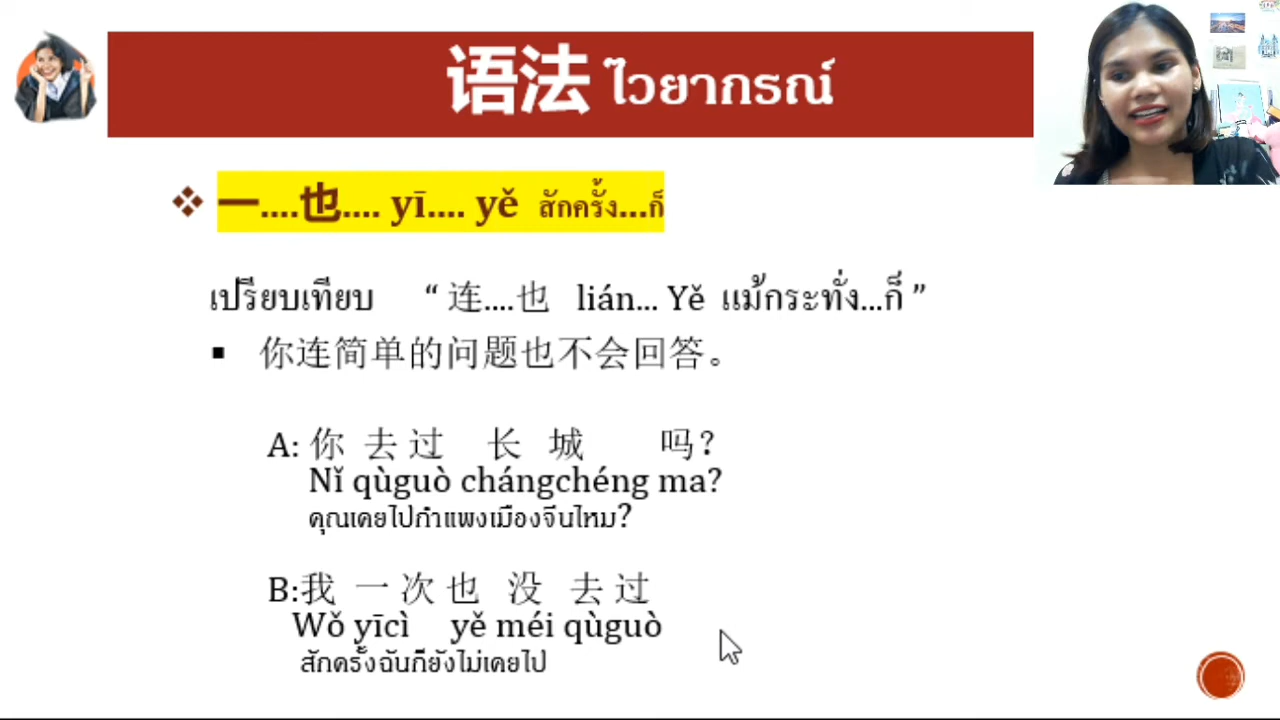 语法 ไวยากรณ์
一....也.... yī.... yě สักครั้ง...ก็
เปรียบเทียบ “ 连....也 lián... Yě แม้กระทั่ง...ก็ ”
你连简单的问题也不会回答。
A: 你 去 过 长 城 吗?
Nǐ qùguò chángchéng ma?
คุณเคยไปกำแพงเมืองจีนไหม?
B:我 一 次 也 没 去 过
Wǒ yīcì yě méi qùguò
สักครั้งฉันก็ยังไม่เคยไป